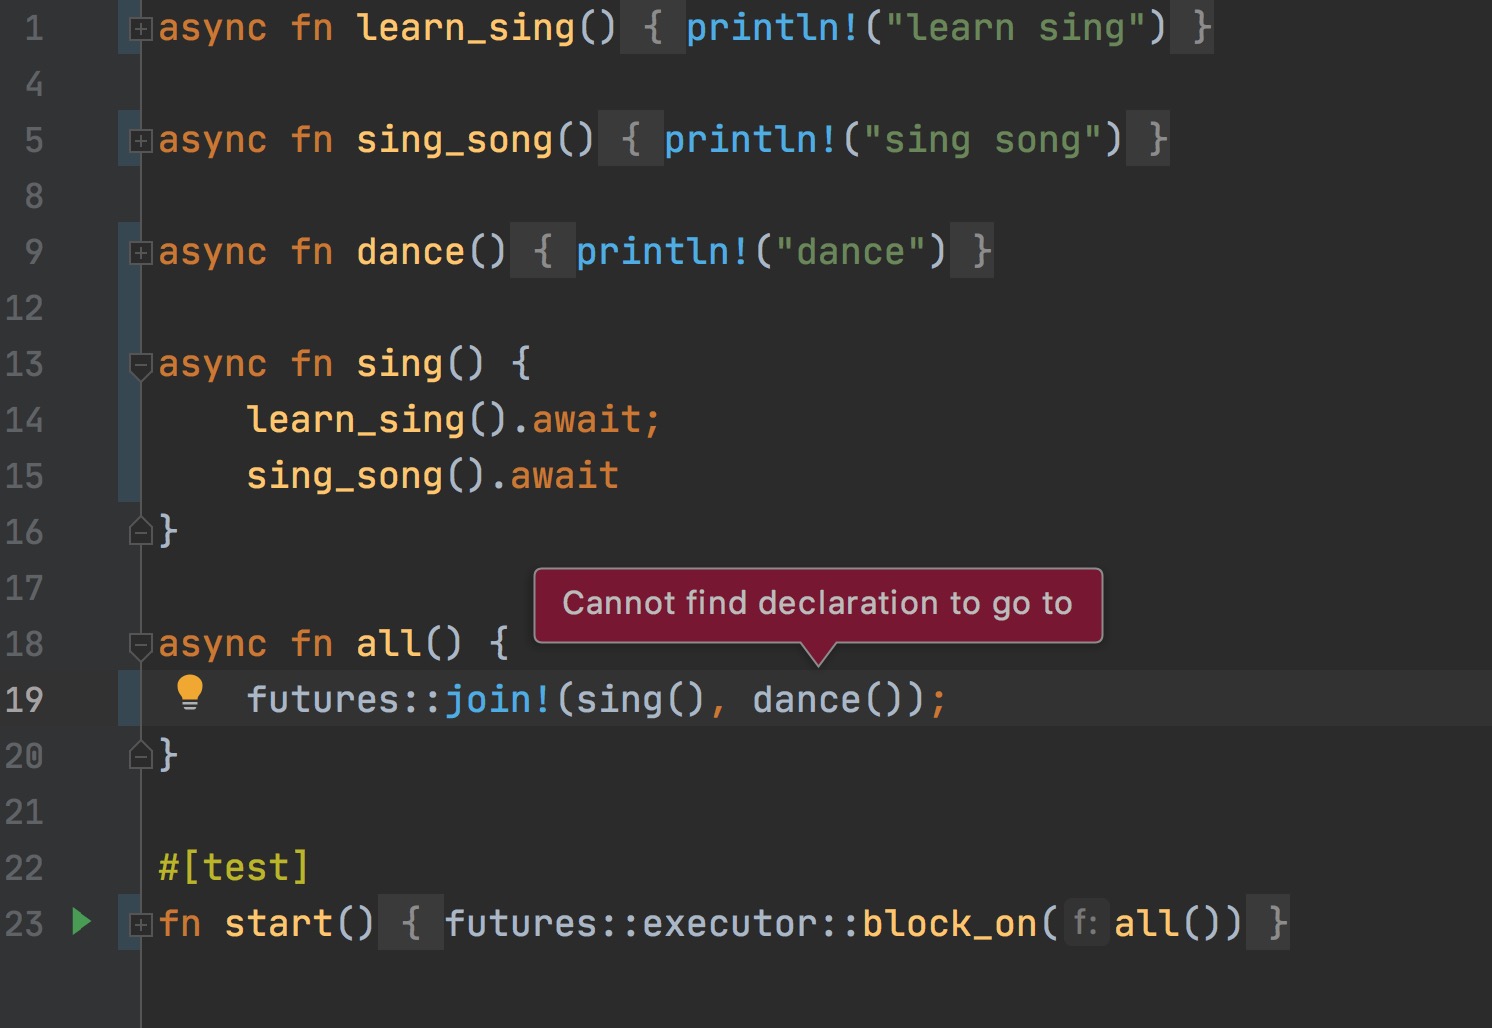 1 async fn learn_sing() { println!("learn sing") }
4
5 async fn sing_song() { println!("sing song") }
8
9 async fn dance() { println!("dance") }
12
13 async fn sing() {
14 learn_sing().await;
15 sing_song().await
16 }
17
Cannot find declaration to go to
18 async fn all() {
19 futures::join!(sing(), dance());
20 }
21
22 #[test]
23 fn start() { futures::executor::block_on( f: all()) }